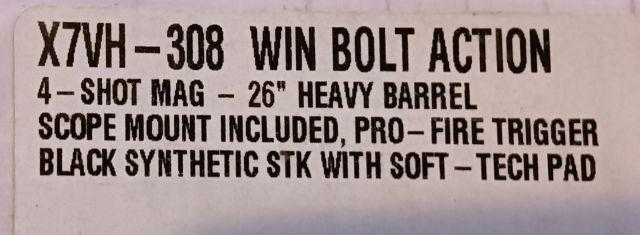 X7VH-308 WIN BOLT ACTION
4-SHOT MAG - 26" HEAVY BARREL
SCOPE MOUNT INCLUDED, PRO-FIRE TRIGGER
BLACK SYNTHETIC STK WITH SOFT-TECH PAD